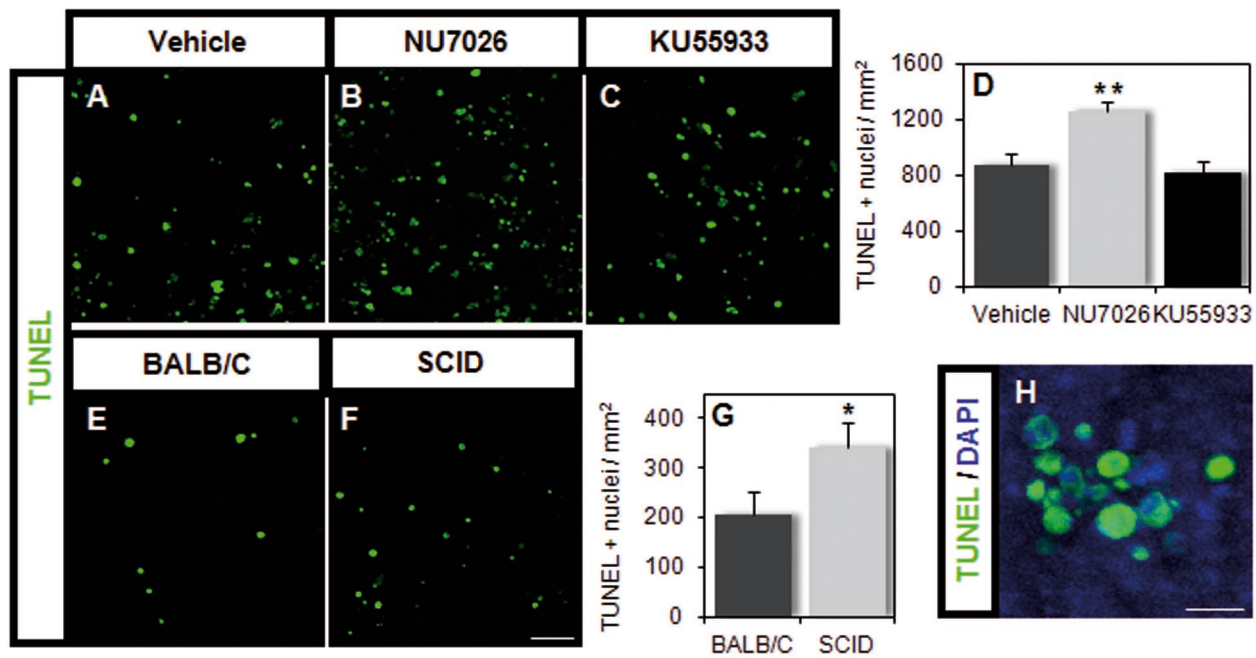 Vehicle
NU7026
KU55933
TUNEL
A
B
C
D
**
TUNEL + nuclei / mm2
1600
1200
800
400
0
Vehicle NU7026 KU55933
BALB/C
SCID
E
F
G
*
TUNEL + nuclei / mm2
400
300
200
100
0
BALB/C SCID
TUNEL / DAPI
H